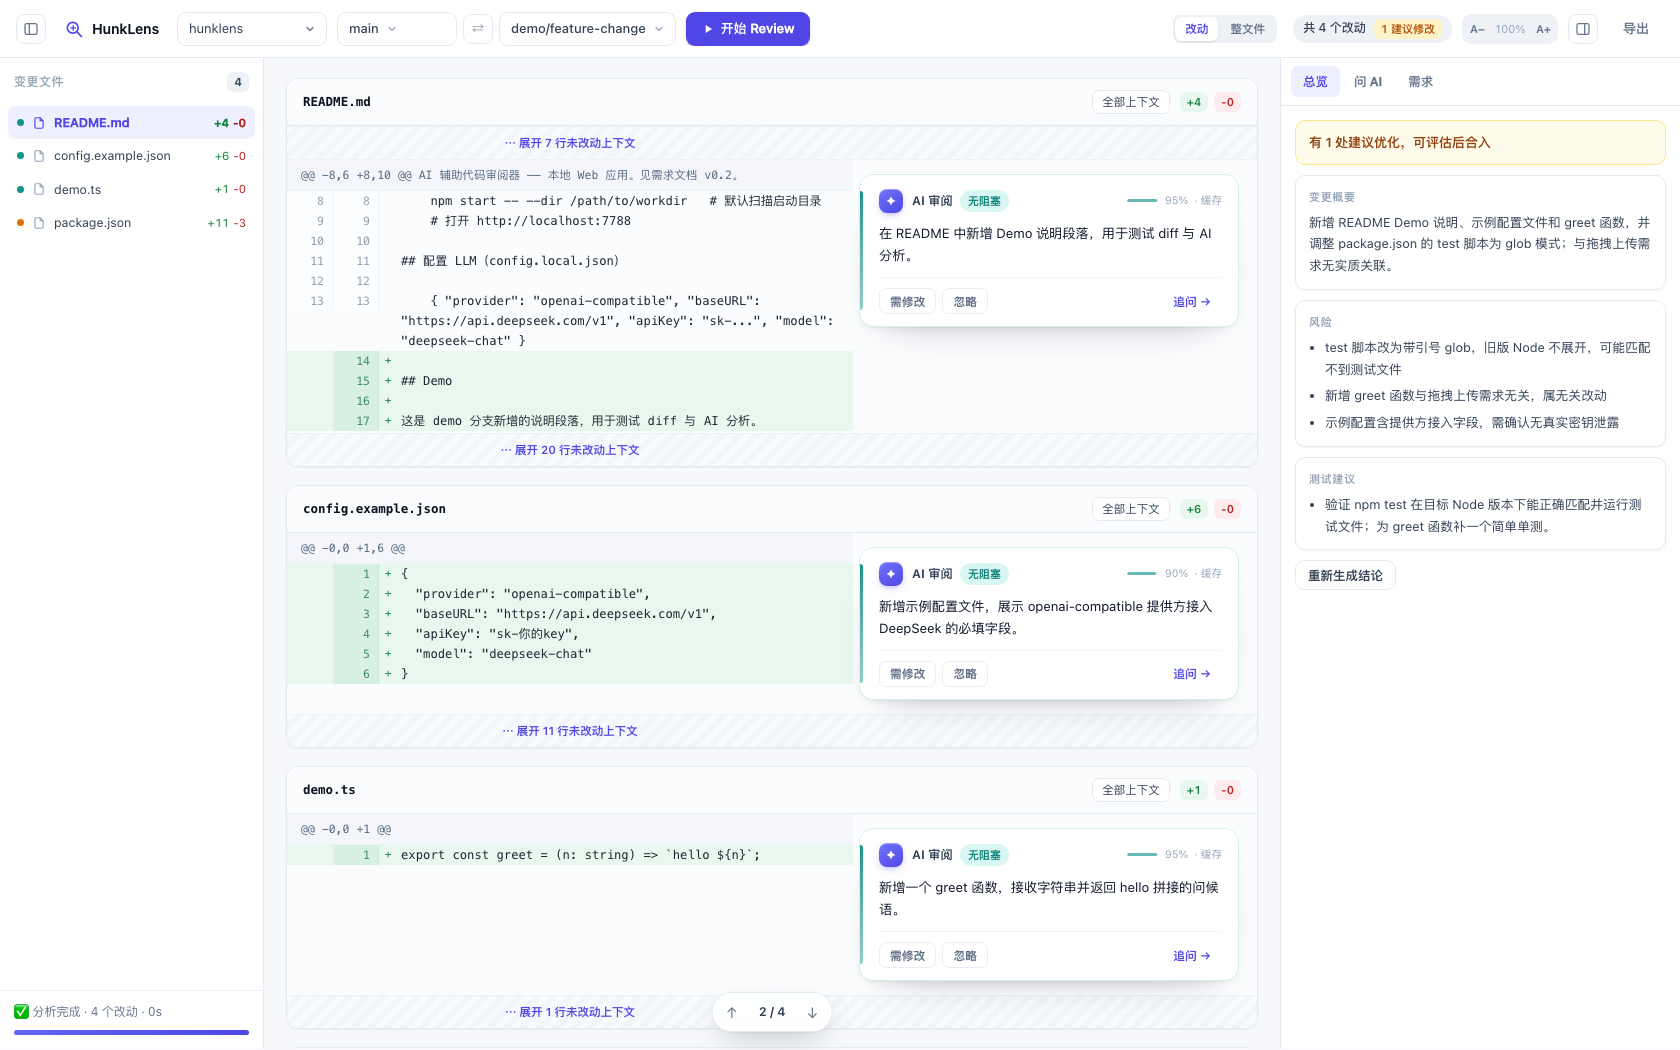 HunkLens
hunklens
main
demo/feature-change
开始 Review
改动
整文件
共 4 个改动
1 建议修改
A−
100%
A+
导出
变更文件
4
README.md
+4 -0
config.example.json
+6 -0
demo.ts
+1 -0
package.json
+11 -3
✅ 分析完成 · 4 个改动 · 0s
README.md
全部上下文
+4
-0
··· 展开 7 行未改动上下文
@@ −8,6 +8,10 @@ AI 辅助代码审阅器 —— 本地 Web 应用。见需求文档 v0.2。
8 8 npm start -- --dir /path/to/workdir # 默认扫描启动目录
9 9 # 打开 http://localhost:7788
10 10
11 11 ## 配置 LLM（config.local.json）
12 12
13 13 { "provider": "openai-compatible", "baseURL":
"https://api.deepseek.com/v1", "apiKey": "sk-...", "model":
"deepseek-chat" }
14 +
15 + ## Demo
16 +
17 + 这是 demo 分支新增的说明段落，用于测试 diff 与 AI 分析。
AI 审阅
无阻塞
95% · 缓存
在 README 中新增 Demo 说明段落，用于测试 diff 与 AI
分析。
需修改
忽略
追问 →
··· 展开 20 行未改动上下文
config.example.json
全部上下文
+6
-0
@@ −0,0 +1,6 @@
1 + {
2 + "provider": "openai-compatible",
3 + "baseURL": "https://api.deepseek.com/v1",
4 + "apiKey": "sk-你的key",
5 + "model": "deepseek-chat"
6 + }
AI 审阅
无阻塞
90% · 缓存
新增示例配置文件，展示 openai-compatible 提供方接入
DeepSeek 的必填字段。
需修改
忽略
追问 →
··· 展开 11 行未改动上下文
demo.ts
全部上下文
+1
-0
@@ −0,0 +1 @@
1 + export const greet = (n: string) => `hello ${n}`;
AI 审阅
无阻塞
95% · 缓存
新增一个 greet 函数，接收字符串并返回 hello 拼接的问候
语。
需修改
忽略
追问 →
··· 展开 1 行未改动上下文
↑ 2 / 4 ↓
总览
问 AI
需求
有 1 处建议优化，可评估后合入
变更概要
新增 README Demo 说明、示例配置文件和 greet 函数，并
调整 package.json 的 test 脚本为 glob 模式；与拖拽上传需
求无实质关联。
风险
• test 脚本改为带引号 glob，旧版 Node 不展开，可能匹配
不到测试文件
• 新增 greet 函数与拖拽上传需求无关，属无关改动
• 示例配置含提供方接入字段，需确认无真实密钥泄露
测试建议
• 验证 npm test 在目标 Node 版本下能正确匹配并运行测
试文件；为 greet 函数补一个简单单测。
重新生成结论